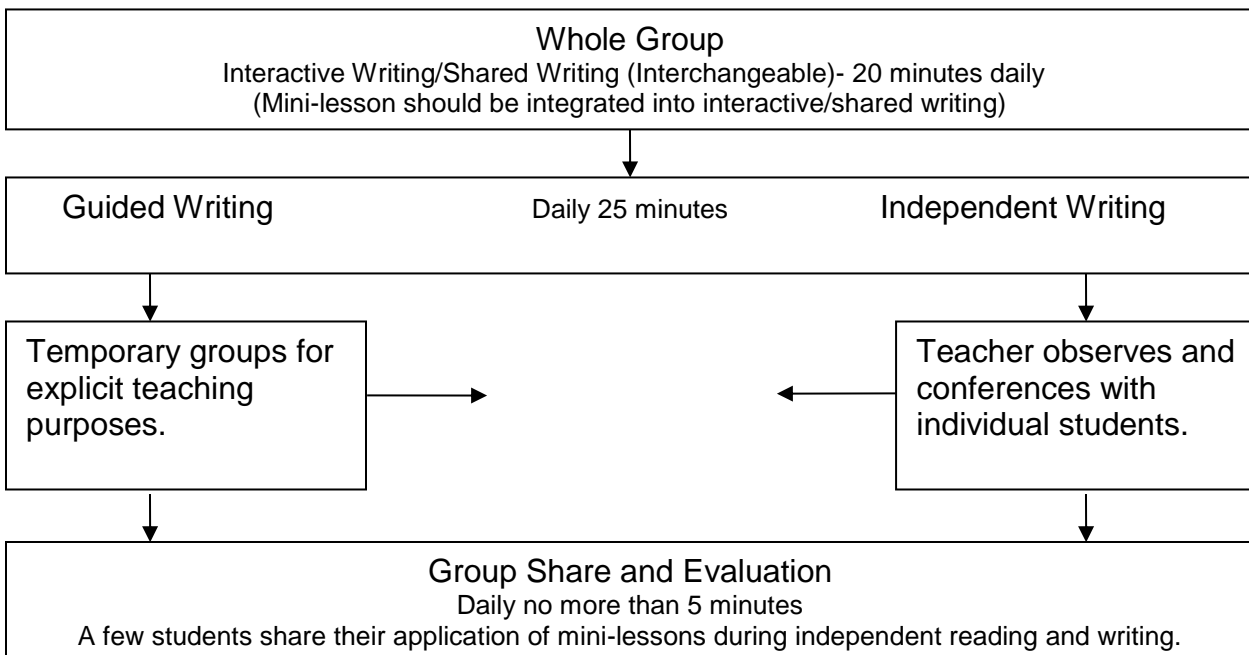 Whole Group
Interactive Writing/Shared Writing (Interchangeable)- 20 minutes daily
(Mini-lesson should be integrated into interactive/shared writing)
Guided Writing Daily 25 minutes Independent Writing
Temporary groups for
explicit teaching
purposes.
Teacher observes and
conferences with
individual students.
Group Share and Evaluation
Daily no more than 5 minutes
A few students share their application of mini-lessons during independent reading and writing.